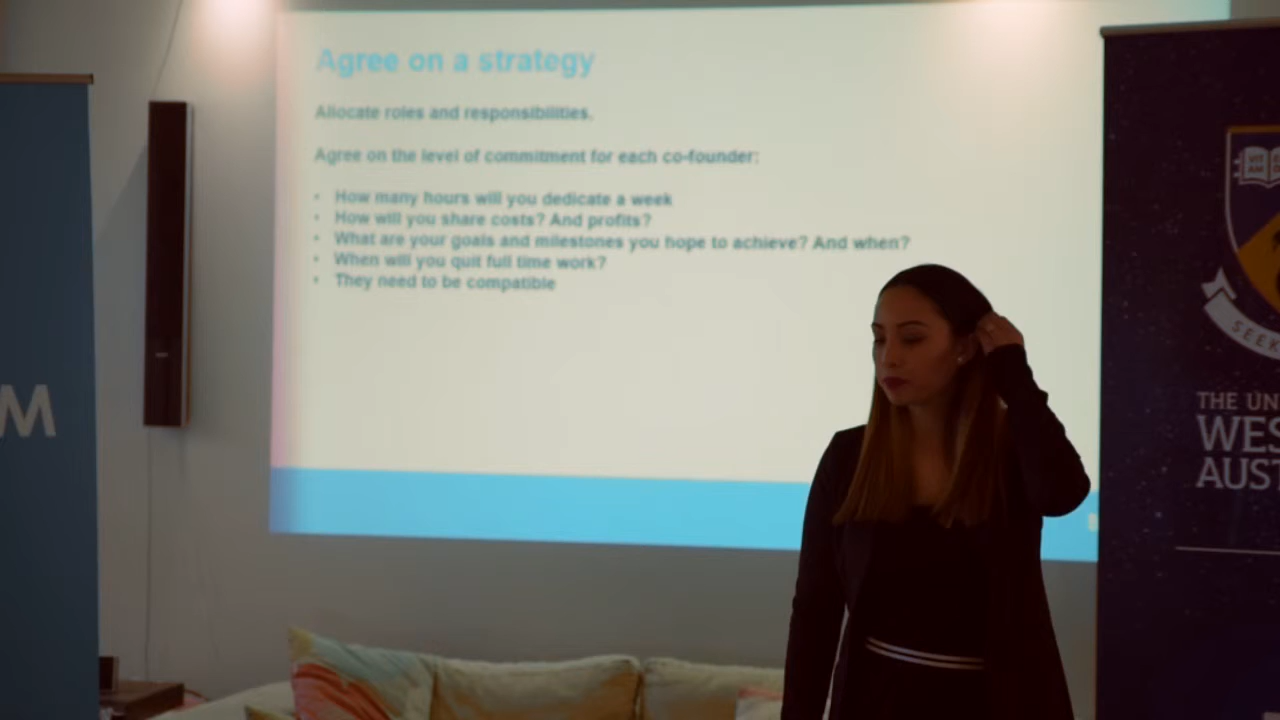 Agree on a strategy
Allocate roles and responsibilities.
Agree on the level of commitment for each co-founder:
• How many hours will you dedicate a week
• How will you share costs? And profits?
• What are your goals and milestones you hope to achieve? And when?
• When will you quit full time work?
• They need to be compatible
M
SEEK
THE UN
WES
AUST